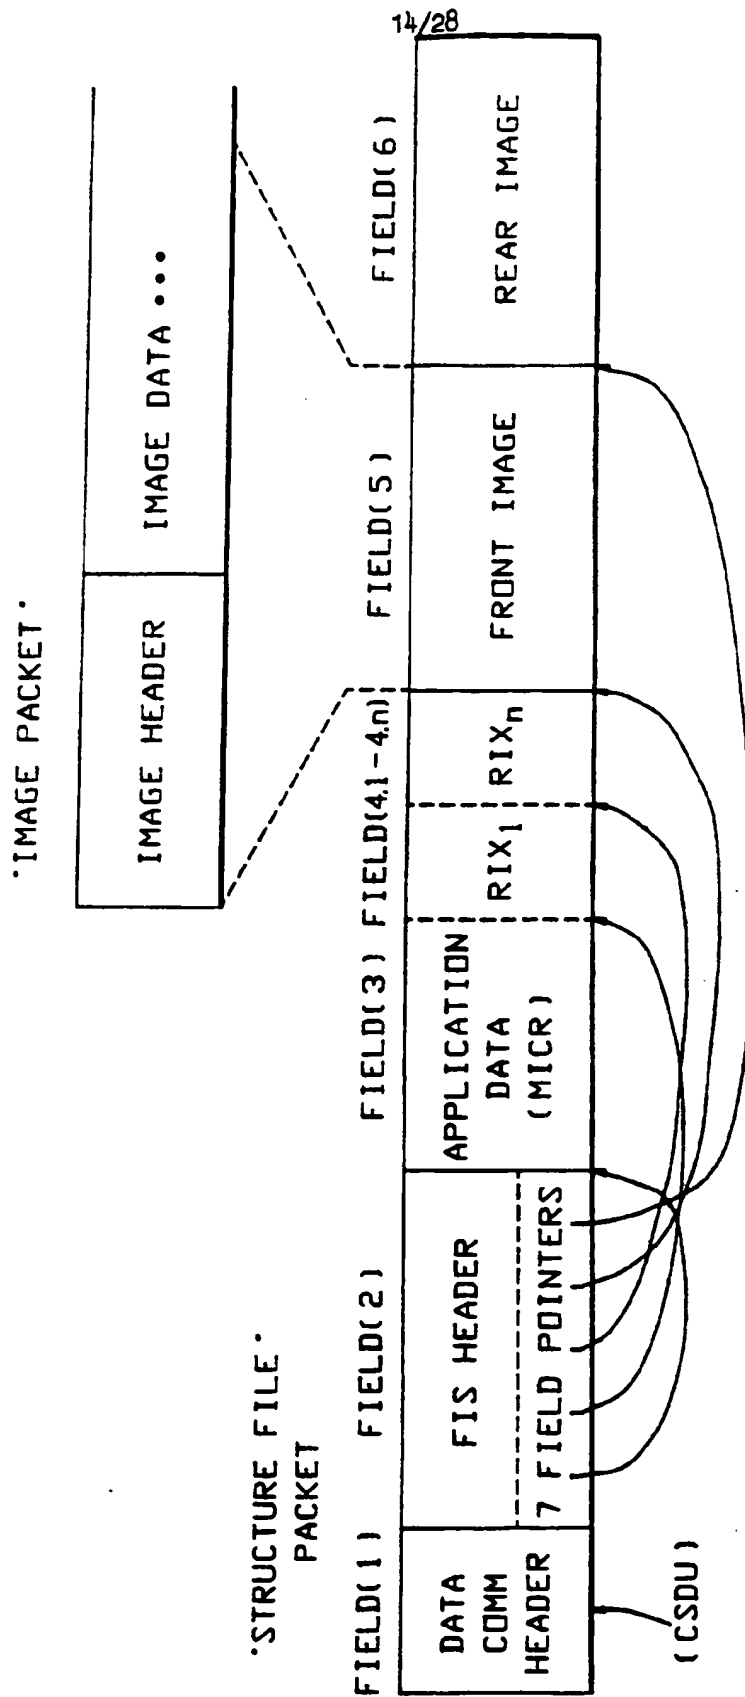 14/28
"IMAGE PACKET"
IMAGE HEADER
IMAGE DATA •••
"STRUCTURE FILE"
PACKET
FIELD(1)
FIELD(2)
FIELD(3)
FIELD(4.1-4.n)
FIELD(5)
FIELD(6)
DATA
COMM
HEADER
FIS HEADER
7 FIELD POINTERS
APPLICATION
DATA
(MICR)
RIX1
RIXn
FRONT IMAGE
REAR IMAGE
(CSDU)